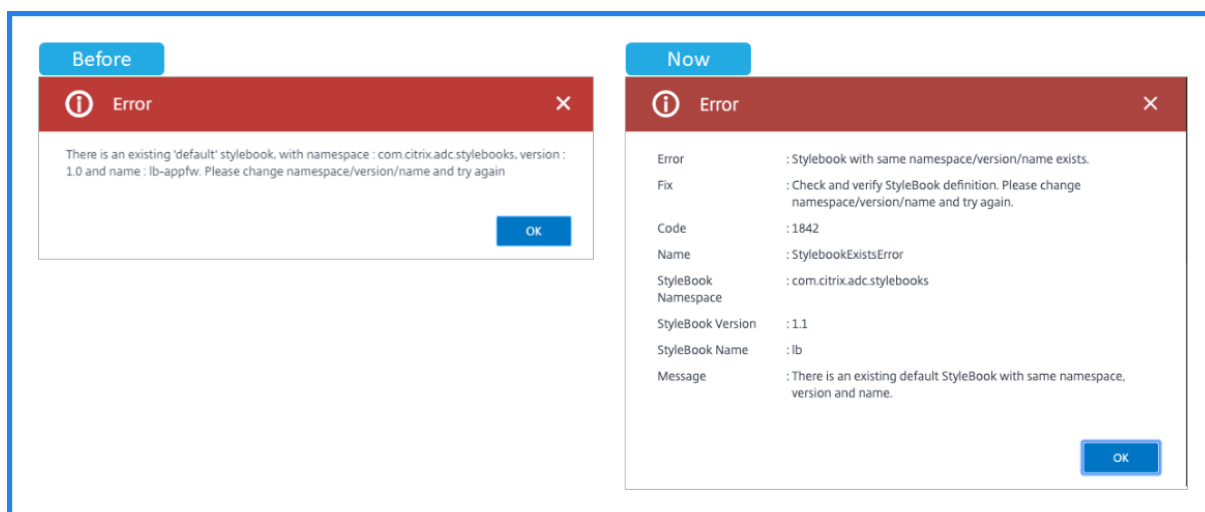 Before
Error
There is an existing 'default' stylebook, with namespace : com.citrix.adc.stylebooks, version :
1.0 and name : lb-appfw. Please change namespace/version/name and try again
OK
Now
Error
Error : Stylebook with same namespace/version/name exists.
Fix : Check and verify StyleBook definition. Please change
namespace/version/name and try again.
Code : 1842
Name : StylebookExistsError
StyleBook : com.citrix.adc.stylebooks
Namespace
StyleBook Version : 1.1
StyleBook Name : lb
Message : There is an existing default StyleBook with same namespace,
version and name.
OK